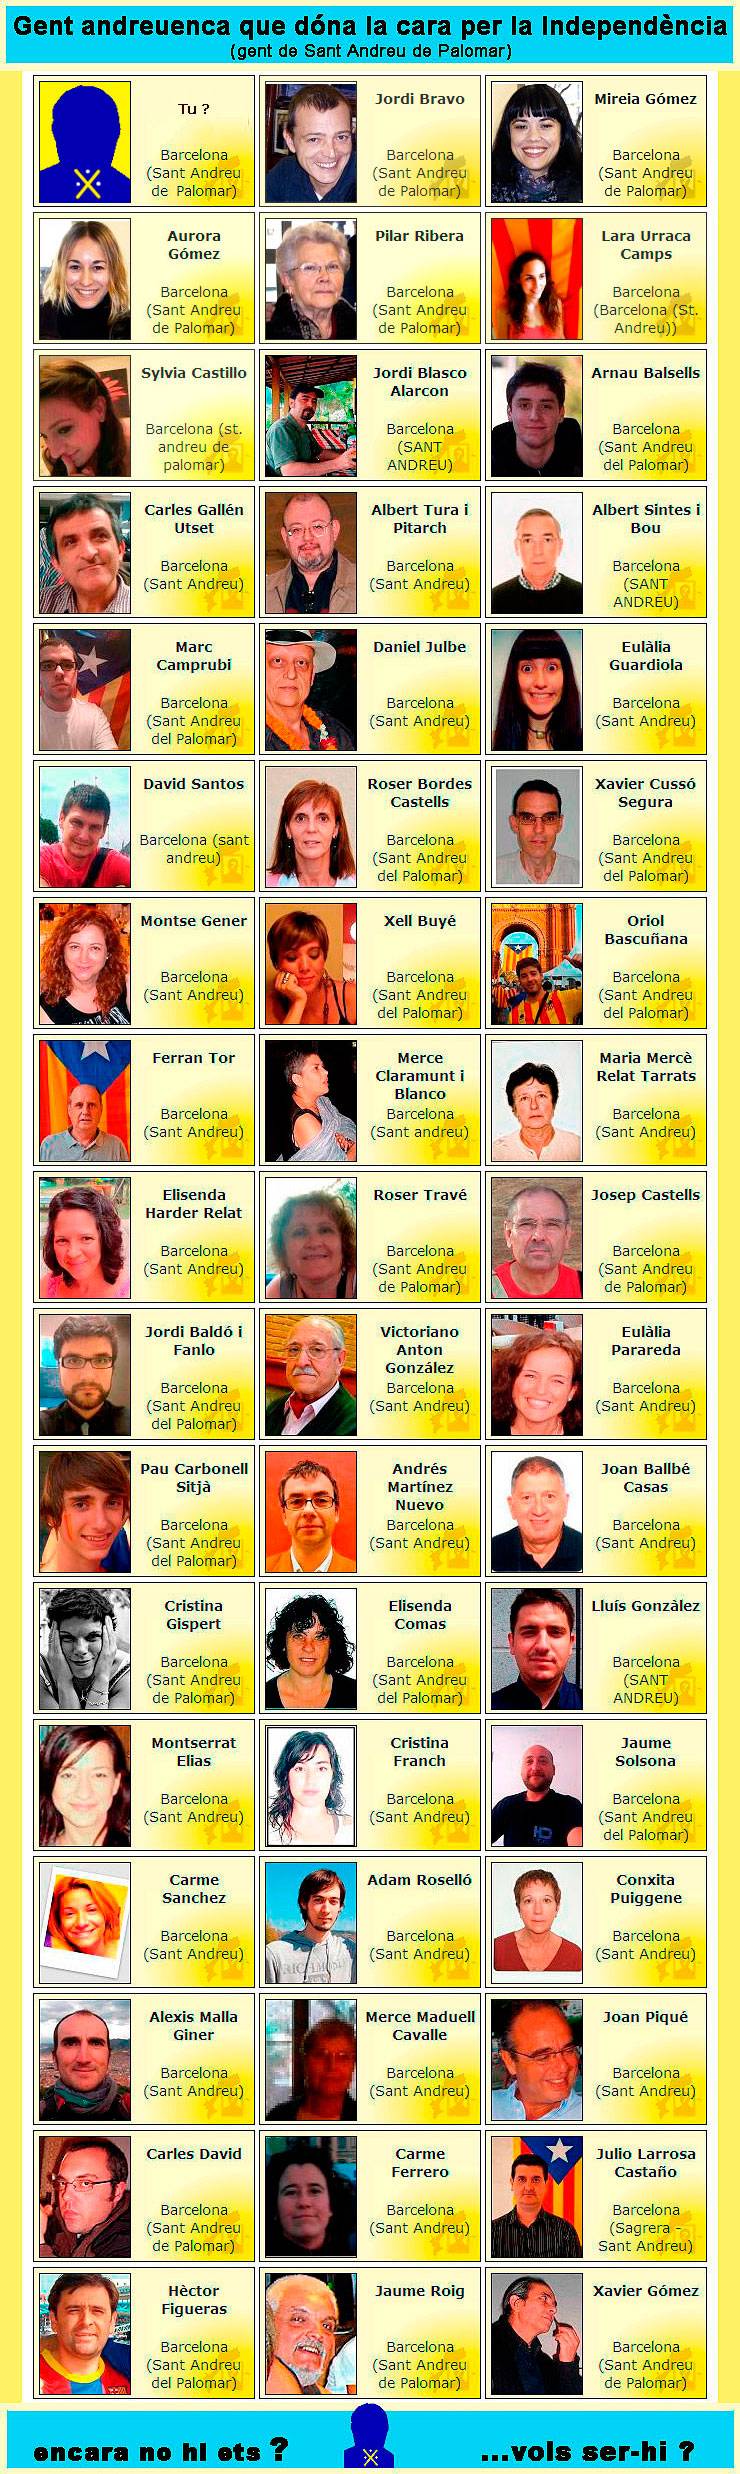 Gent andreuenca que dóna la cara per la Independència
(gent de Sant Andreu de Palomar)
Tu ?
Barcelona
(Sant Andreu
de Palomar)
Jordi Bravo
Barcelona
(Sant Andreu
de Palomar)
Mireia Gómez
Barcelona
(Sant Andreu
de Palomar)
Aurora
Gómez
Barcelona
(Sant Andreu
de Palomar)
Pilar Ribera
Barcelona
(Sant Andreu
de Palomar)
Lara Urraca
Camps
Barcelona
(Barcelona (St.
Andreu))
Sylvia Castillo
Barcelona (st.
andreu de
palomar)
Jordi Blasco
Alarcon
Barcelona
(SANT
ANDREU)
Arnau Balsells
Barcelona
(Sant Andreu
del Palomar)
Carles Gallén
Utset
Barcelona
(Sant Andreu)
Albert Tura i
Pitarch
Barcelona
(Sant Andreu)
Albert Sintes i
Bou
Barcelona
(SANT
ANDREU)
Marc
Camprubi
Barcelona
(Sant Andreu
del Palomar)
Daniel Julbe
Barcelona
(Sant Andreu)
Eulàlia
Guardiola
Barcelona
(Sant Andreu)
David Santos
Barcelona (sant
andreu)
Roser Bordes
Castells
Barcelona
(Sant Andreu
del Palomar)
Xavier Cussó
Segura
Barcelona
(Sant Andreu
del Palomar)
Montse Gener
Barcelona
(Sant Andreu)
Xell Buyé
Barcelona
(Sant Andreu
del Palomar)
Oriol
Bascuñana
Barcelona
(Sant Andreu
de Palomar)
Ferran Tor
Barcelona
(Sant Andreu)
Merce
Claramunt i
Blanco
Barcelona
(Sant andreu)
Maria Mercè
Relat Tarrats
Barcelona
(Sant Andreu)
Elisenda
Harder Relat
Barcelona
(Sant Andreu)
Roser Travé
Barcelona
(Sant Andreu
de Palomar)
Josep Castells
Barcelona
(Sant Andreu
de Palomar)
Jordi Baldó i
Fanlo
Barcelona
(Sant Andreu
del Palomar)
Victoriano
Anton
González
Barcelona
(Sant Andreu)
Eulàlia
Parareda
Barcelona
(Sant Andreu)
Pau Carbonell
Sitjà
Barcelona
(Sant Andreu
del Palomar)
Andrés
Martínez
Nuevo
Barcelona
(Sant Andreu)
Joan Ballbé
Casas
Barcelona
(Sant Andreu)
Cristina
Gispert
Barcelona
(Sant Andreu
de Palomar)
Elisenda
Comas
Barcelona
(Sant Andreu
del Palomar)
Lluís Gonzàlez
Barcelona
(SANT
ANDREU)
Montserrat
Elias
Barcelona
(Sant Andreu)
Cristina
Franch
Barcelona
(Sant Andreu)
Jaume
Solsona
Barcelona
(Sant Andreu
del Palomar)
Carme
Sanchez
Barcelona
(Sant Andreu)
Adam Roselló
Barcelona
(Sant Andreu)
Conxita
Puiggene
Barcelona
(Sant Andreu)
Alexis Malla
Giner
Barcelona
(Sant Andreu)
Merce Maduell
Cavalle
Barcelona
(Sant Andreu)
Joan Piqué
Barcelona
(Sant Andreu)
Carles David
Barcelona
(Sant Andreu
de Palomar)
Carme
Ferrero
Barcelona
(Sant Andreu)
Julio Larrosa
Castaño
Barcelona
(Sagrera -
Sant Andreu)
Hèctor
Figueras
Barcelona
(Sant Andreu
del Palomar)
Jaume Roig
Barcelona
(Sant Andreu
de Palomar)
Xavier Gómez
Barcelona
(Sant Andreu
de Palomar)
encara no hi ets ?
...vols ser-hi ?